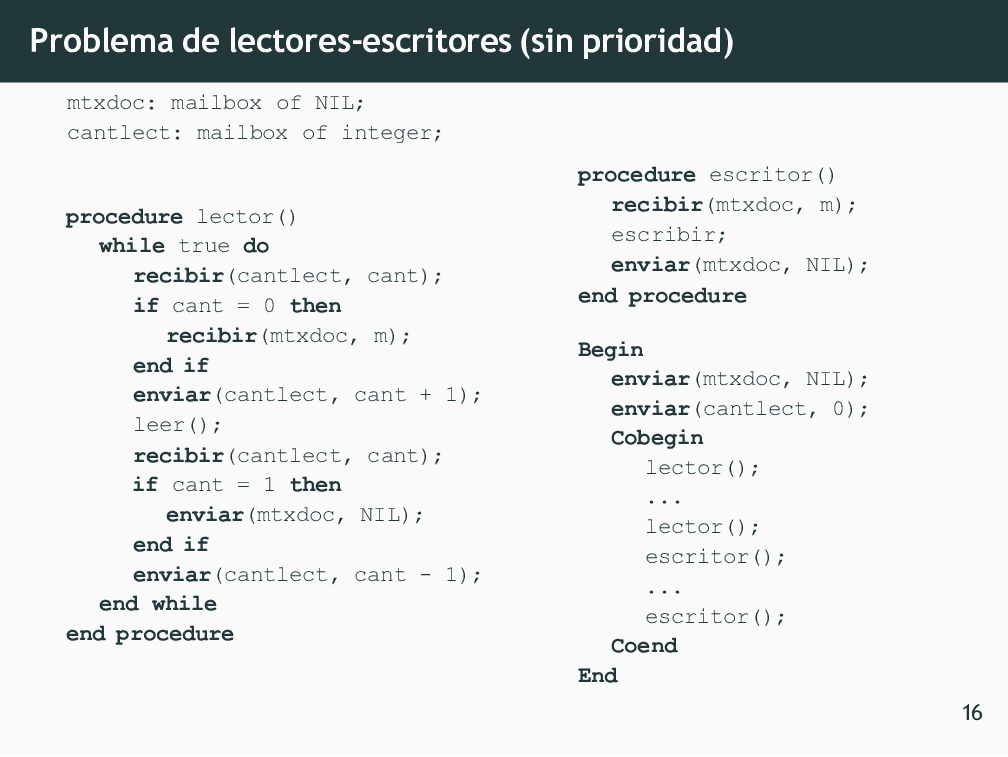 Problema de lectores-escritores (sin prioridad)
mtxdoc: mailbox of NIL;
cantlect: mailbox of integer;
procedure lector()
while true do
recibir(cantlect, cant);
if cant = 0 then
recibir(mtxdoc, m);
end if
enviar(cantlect, cant + 1);
leer();
recibir(cantlect, cant);
if cant = 1 then
enviar(mtxdoc, NIL);
end if
enviar(cantlect, cant - 1);
end while
end procedure
procedure escritor()
recibir(mtxdoc, m);
escribir;
enviar(mtxdoc, NIL);
end procedure
Begin
enviar(mtxdoc, NIL);
enviar(cantlect, 0);
Cobegin
lector();
...
lector();
escritor();
...
escritor();
Coend
End
16